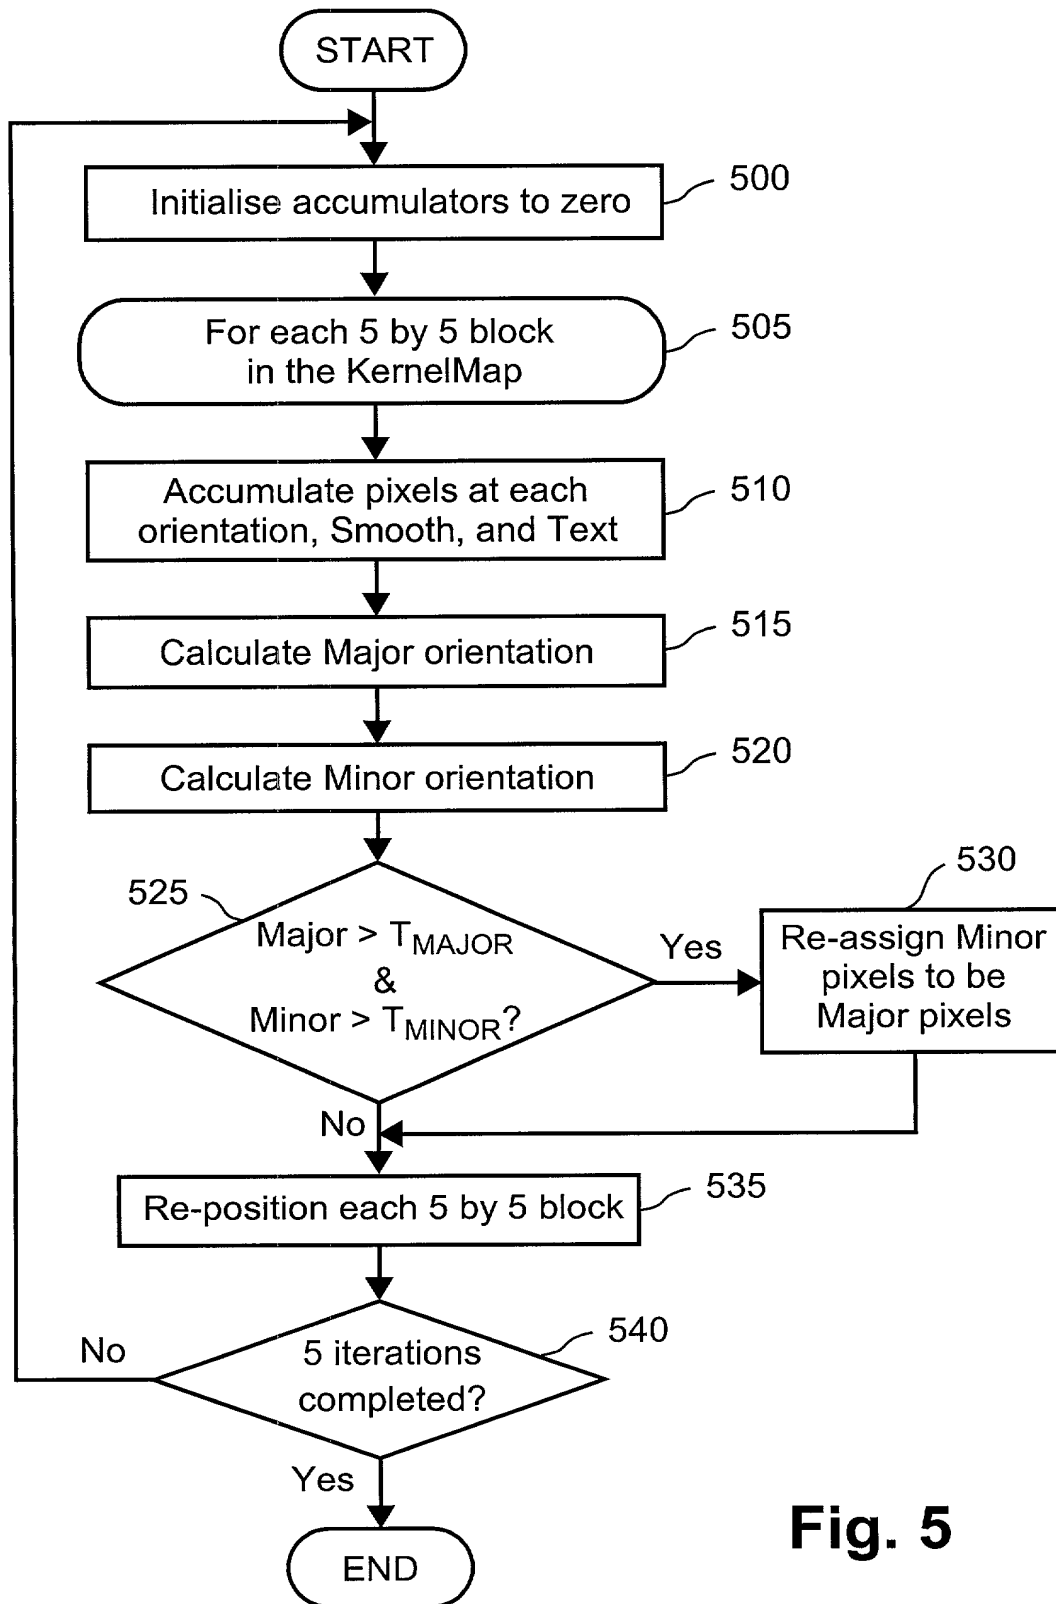 START
Initialise accumulators to zero
500
For each 5 by 5 block
in the KernelMap
505
Accumulate pixels at each
orientation, Smooth, and Text
510
Calculate Major orientation
515
Calculate Minor orientation
520
525
Major > TMAJOR
&
Minor > TMINOR?
Yes
530
Re-assign Minor
pixels to be
Major pixels
No
Re-position each 5 by 5 block
535
No
5 iterations
completed?
540
Yes
END
Fig. 5